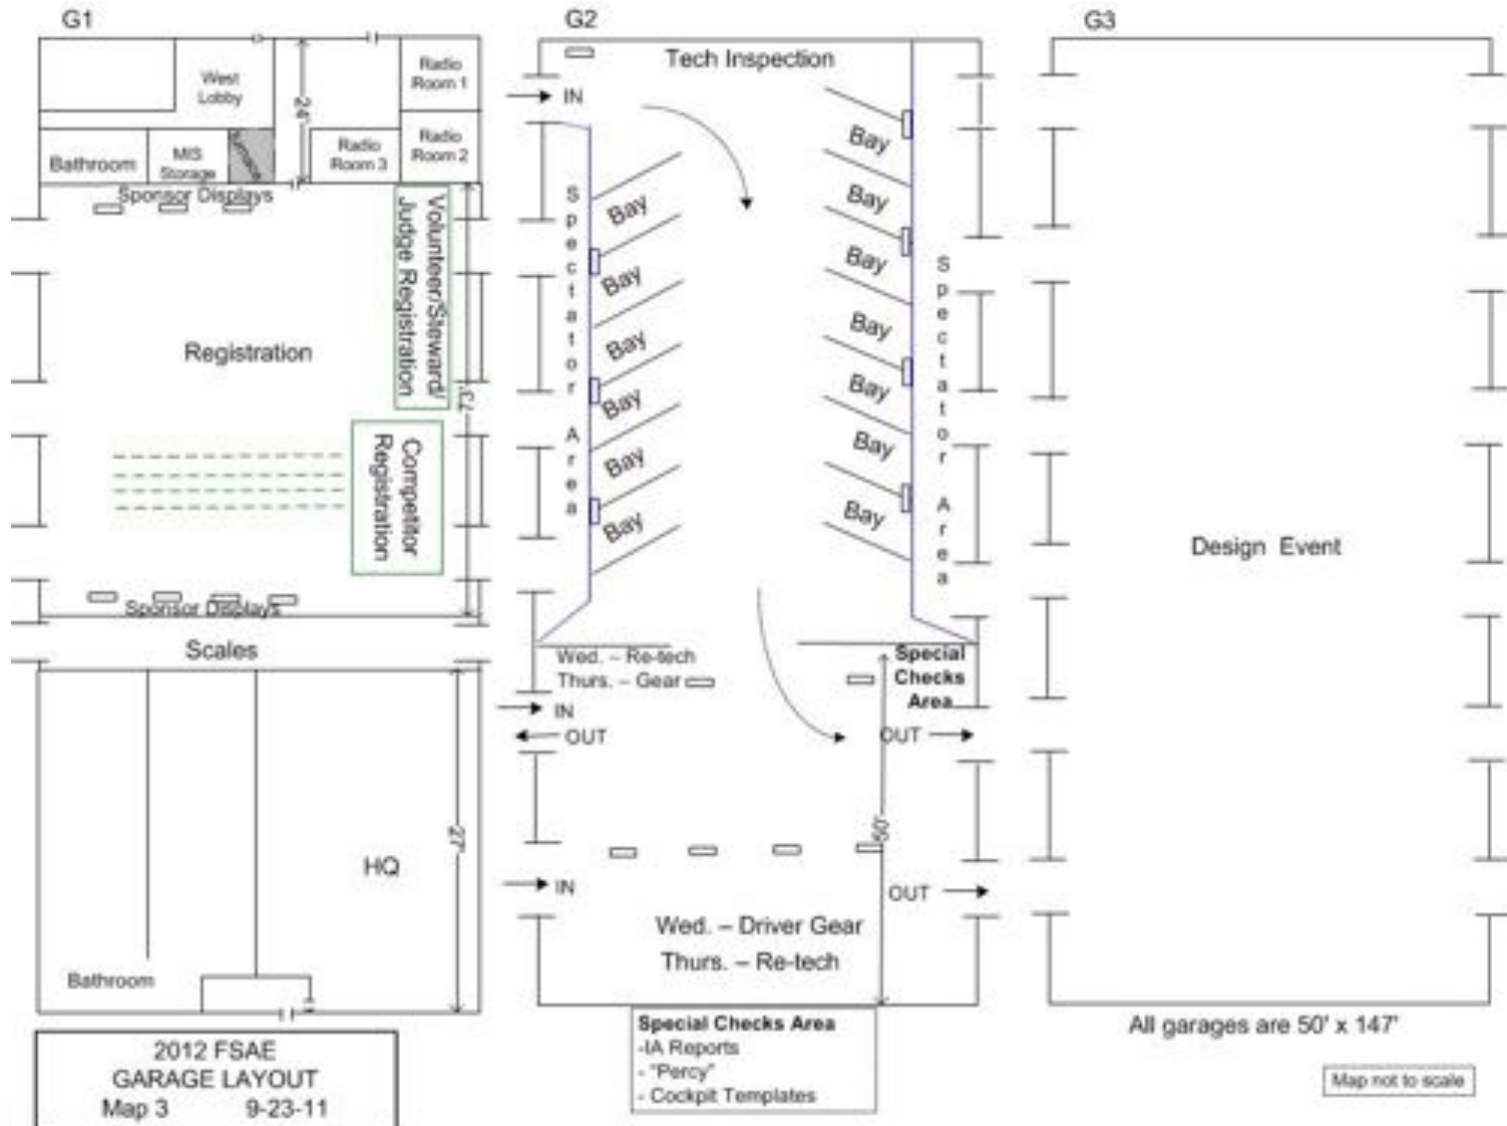 G1
G2
G3
West
Lobby
24'
Radio
Room 1
Bathroom
MIS
Storage
Furnace
Radio
Room 3
Radio
Room 2
Sponsor Displays
Volunteer/Steward/
Judge Registration
Registration
73'
Competitor
Registration
Sponsor Displays
Scales
27'
HQ
Bathroom
2012 FSAE
GARAGE LAYOUT
Map 3 9-23-11
Tech Inspection
IN
Spectator Area
Bay
Bay
Bay
Bay
Bay
Bay
Bay
Bay
Bay
Bay
Bay
Bay
Bay
Spectator Area
Wed. – Re-tech
Thurs. – Gear
Special
Checks
Area
IN
OUT
OUT
50'
IN
OUT
Wed. – Driver Gear
Thurs. – Re-tech
Special Checks Area
-IA Reports
- "Percy"
- Cockpit Templates
Design Event
All garages are 50' x 147'
Map not to scale